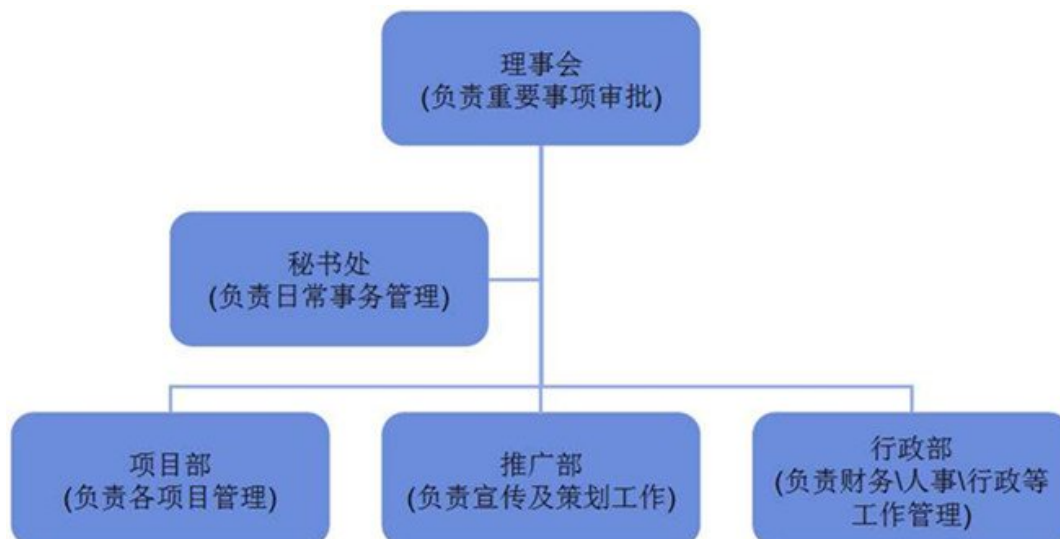 理事会
(负责重要事项审批)
秘书处
(负责日常事务管理)
项目部
(负责各项目管理)
推广部
(负责宣传及策划工作)
行政部
(负责财务\人事\行政等
工作管理)